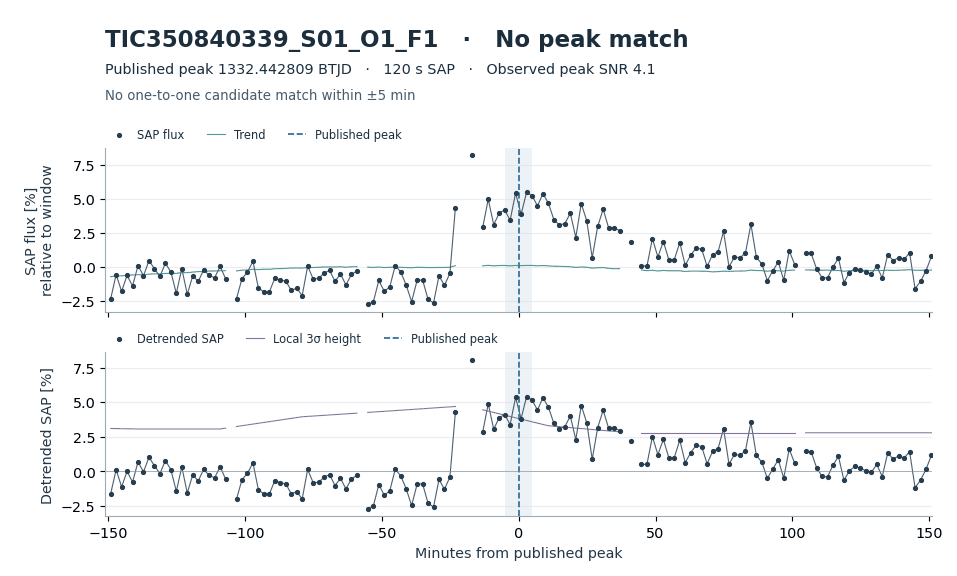 TIC350840339_S01_O1_F1 · No peak match
Published peak 1332.442809 BTJD · 120 s SAP · Observed peak SNR 4.1
No one-to-one candidate match within ±5 min
SAP flux Trend Published peak
SAP flux [%]
relative to window
7.5
5.0
2.5
0.0
−2.5
Detrended SAP Local 3σ height Published peak
Detrended SAP [%]
7.5
5.0
2.5
0.0
−2.5
−150 −100 −50 0 50 100 150
Minutes from published peak